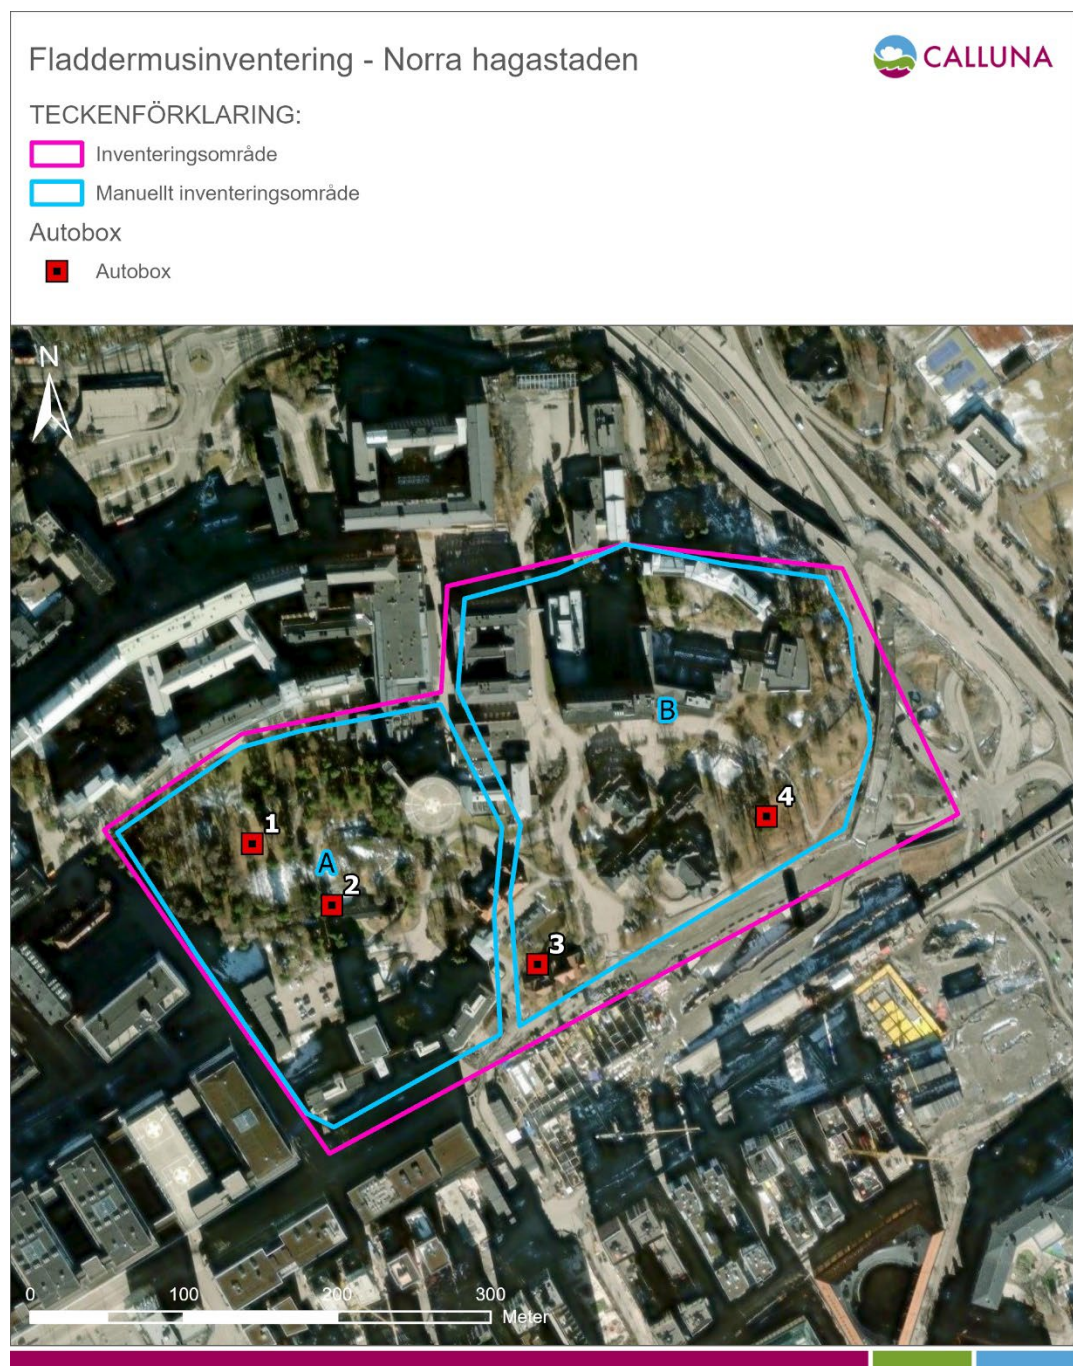 Fladdermusinventering - Norra hagastaden
CALLUNA
TECKENFÖRKLARING:
Inventeringsområde
Manuellt inventeringsområde
Autobox
Autobox
N
B
4
1
A
2
3
0 100 200 300
Meter